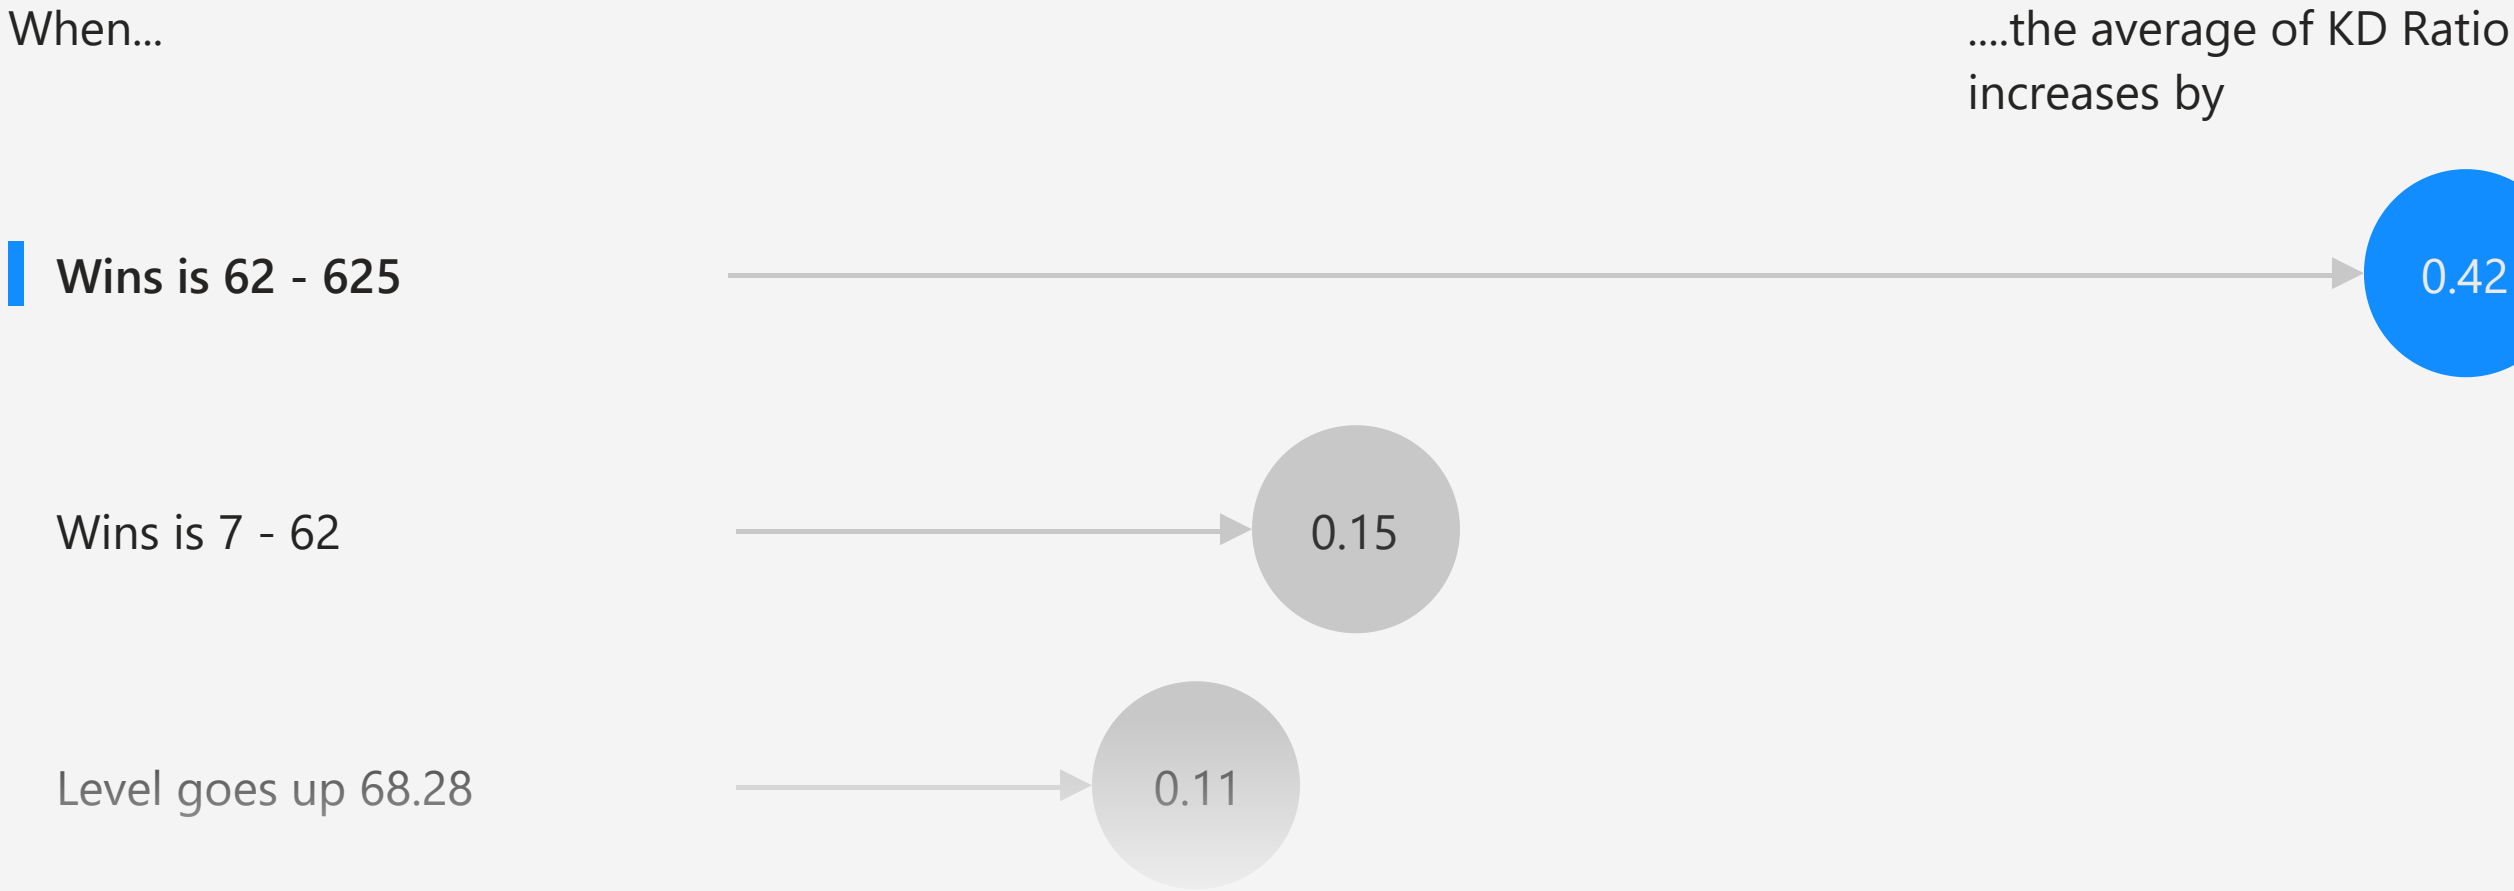 When...
....the average of KD Ratio
increases by
Wins is 62 - 625
0.42
Wins is 7 - 62
0.15
Level goes up 68.28
0.11